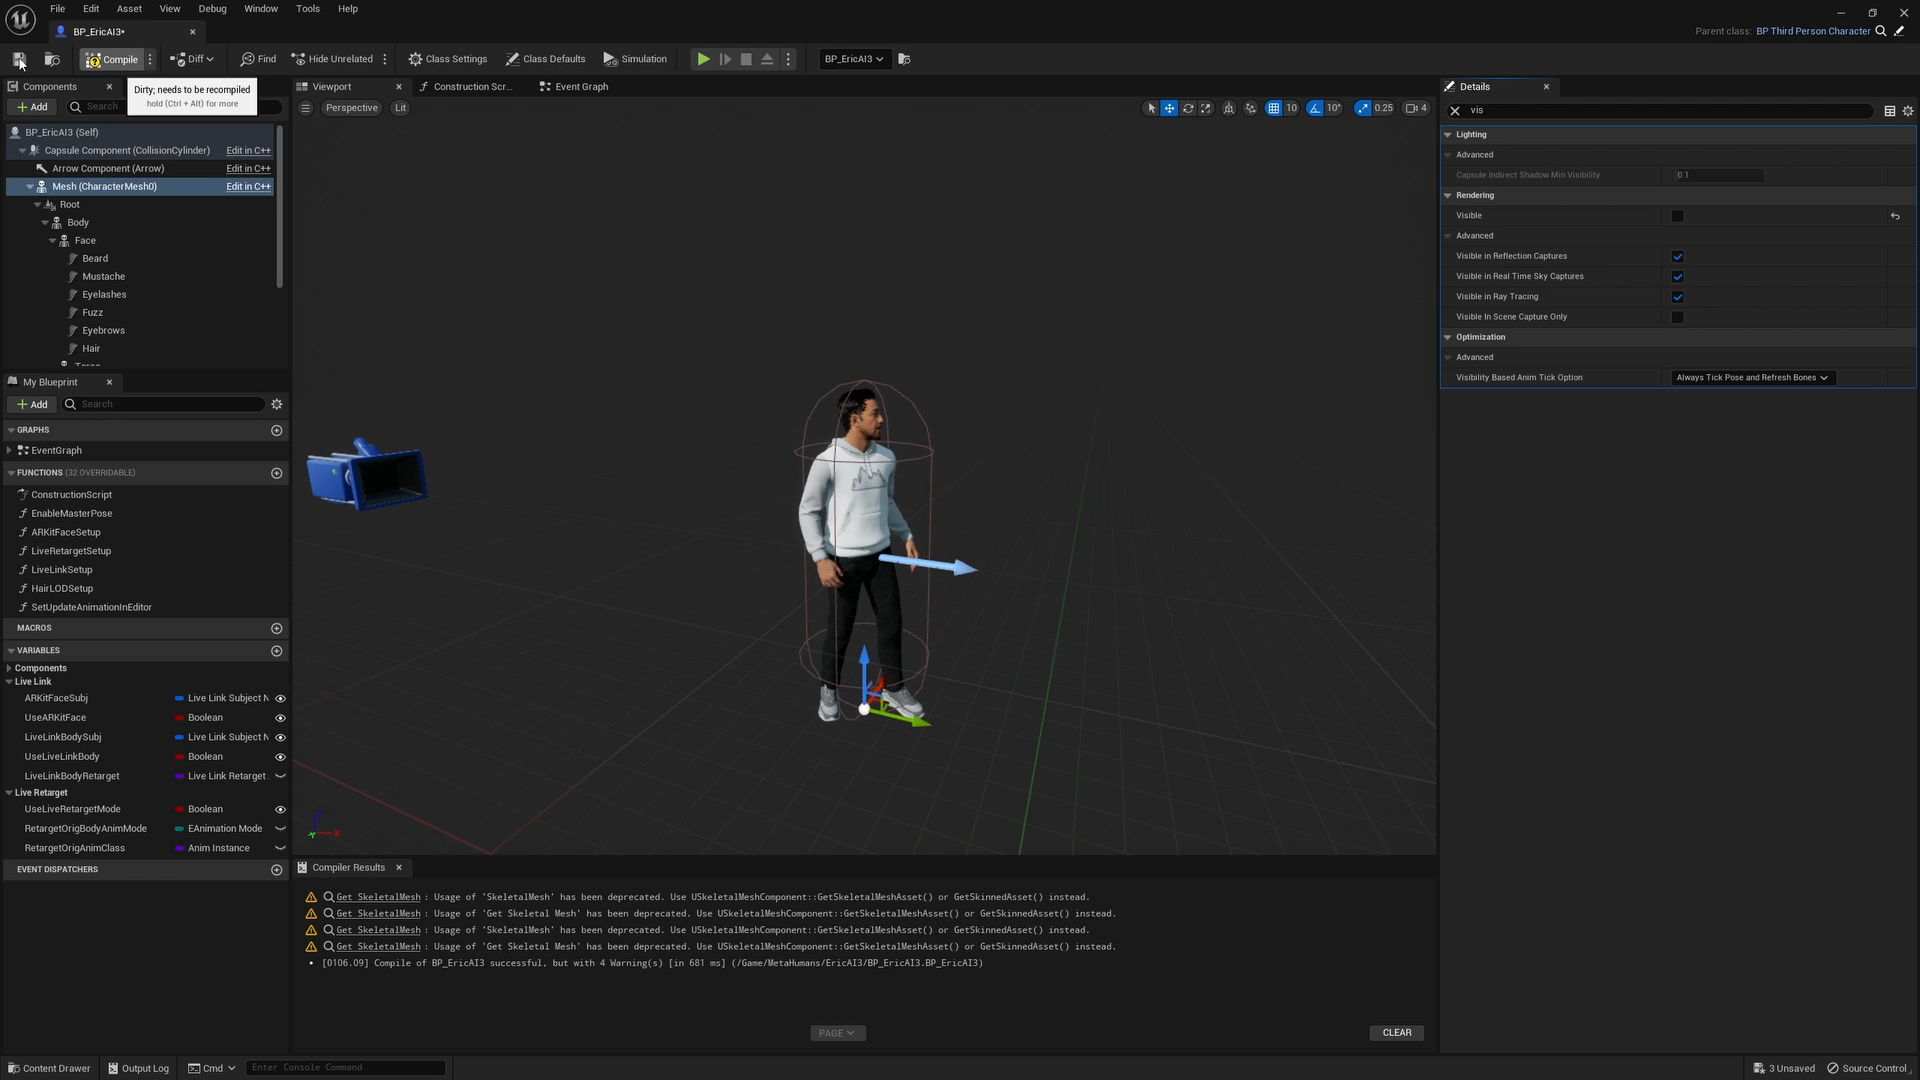 File Edit Asset View Debug Window Tools Help
BP_EricAI3*
Parent class: BP Third Person Character
Compile Diff Find Hide Unrelated Class Settings Class Defaults Simulation BP_EricAI3
Dirty; needs to be recompiled
hold (Ctrl + Alt) for more
Components
Add Search
BP_EricAI3 (Self)
Capsule Component (CollisionCylinder) Edit in C++
Arrow Component (Arrow) Edit in C++
Mesh (CharacterMesh0) Edit in C++
Root
Body
Face
Beard
Mustache
Eyelashes
Fuzz
Eyebrows
Hair
My Blueprint
Add Search
GRAPHS
EventGraph
FUNCTIONS (32 OVERRIDABLE)
ConstructionScript
EnableMasterPose
ARKitFaceSetup
LiveRetargetSetup
LiveLinkSetup
HairLODSetup
SetUpdateAnimationInEditor
MACROS
VARIABLES
Components
Live Link
ARKitFaceSubj Live Link Subject N
UseARKitFace Boolean
LiveLinkBodySubj Live Link Subject N
UseLiveLinkBody Boolean
LiveLinkBodyRetarget Live Link Retarget
Live Retarget
UseLiveRetargetMode Boolean
RetargetOrigBodyAnimMode EAnimation Mode
RetargetOrigAnimClass Anim Instance
EVENT DISPATCHERS
Viewport Construction Scr... Event Graph
Perspective Lit 10 10° 0.25 4
Z X Y
Compiler Results
Get SkeletalMesh : Usage of 'SkeletalMesh' has been deprecated. Use USkeletalMeshComponent::GetSkeletalMeshAsset() or GetSkinnedAsset() instead.
Get SkeletalMesh : Usage of 'Get Skeletal Mesh' has been deprecated. Use USkeletalMeshComponent::GetSkeletalMeshAsset() or GetSkinnedAsset() instead.
Get SkeletalMesh : Usage of 'SkeletalMesh' has been deprecated. Use USkeletalMeshComponent::GetSkeletalMeshAsset() or GetSkinnedAsset() instead.
Get SkeletalMesh : Usage of 'Get Skeletal Mesh' has been deprecated. Use USkeletalMeshComponent::GetSkeletalMeshAsset() or GetSkinnedAsset() instead.
• [0106.09] Compile of BP_EricAI3 successful, but with 4 Warning(s) [in 681 ms] (/Game/MetaHumans/EricAI3/BP_EricAI3.BP_EricAI3)
PAGE CLEAR
Details
vis
Lighting
Advanced
Capsule Indirect Shadow Min Visibility 0.1
Rendering
Visible
Advanced
Visible in Reflection Captures
Visible in Real Time Sky Captures
Visible in Ray Tracing
Visible In Scene Capture Only
Optimization
Advanced
Visibility Based Anim Tick Option Always Tick Pose and Refresh Bones
Content Drawer Output Log Cmd Enter Console Command 3 Unsaved Source Control